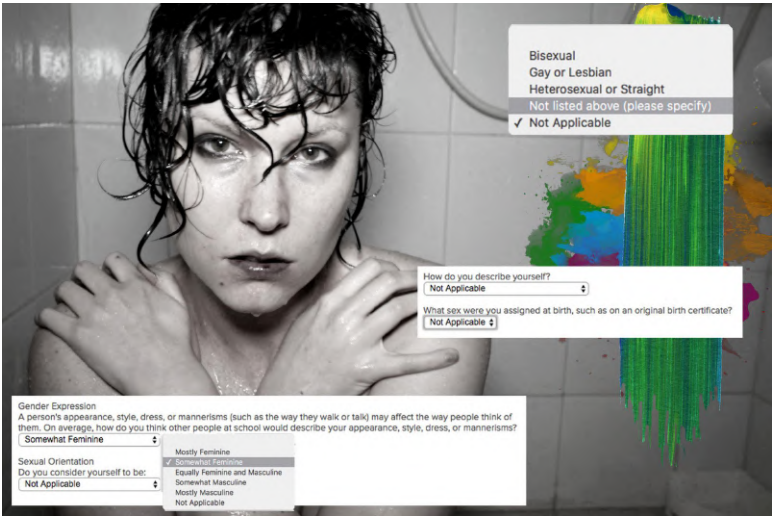 Bisexual
Gay or Lesbian
Heterosexual or Straight
Not listed above (please specify)
✓ Not Applicable
How do you describe yourself?
Not Applicable
What sex were you assigned at birth, such as on an original birth certificate?
Not Applicable
Gender Expression
A person's appearance, style, dress, or mannerisms (such as the way they walk or talk) may affect the way people think of
them. On average, how do you think other people at school would describe your appearance, style, dress, or mannerisms?
Somewhat Feminine
Mostly Feminine
✓ Somewhat Feminine
Equally Feminine and Masculine
Somewhat Masculine
Mostly Masculine
Not Applicable
Sexual Orientation
Do you consider yourself to be:
Not Applicable